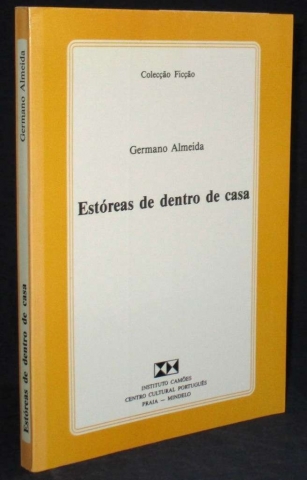 Colecção Ficção
Germano Almeida
Estóreas de dentro de casa
INSTITUTO CAMÕES
CENTRO CULTURAL PORTUGUÊS
PRAIA — MINDELO
Germano Almeida
Estóreas de dentro de casa